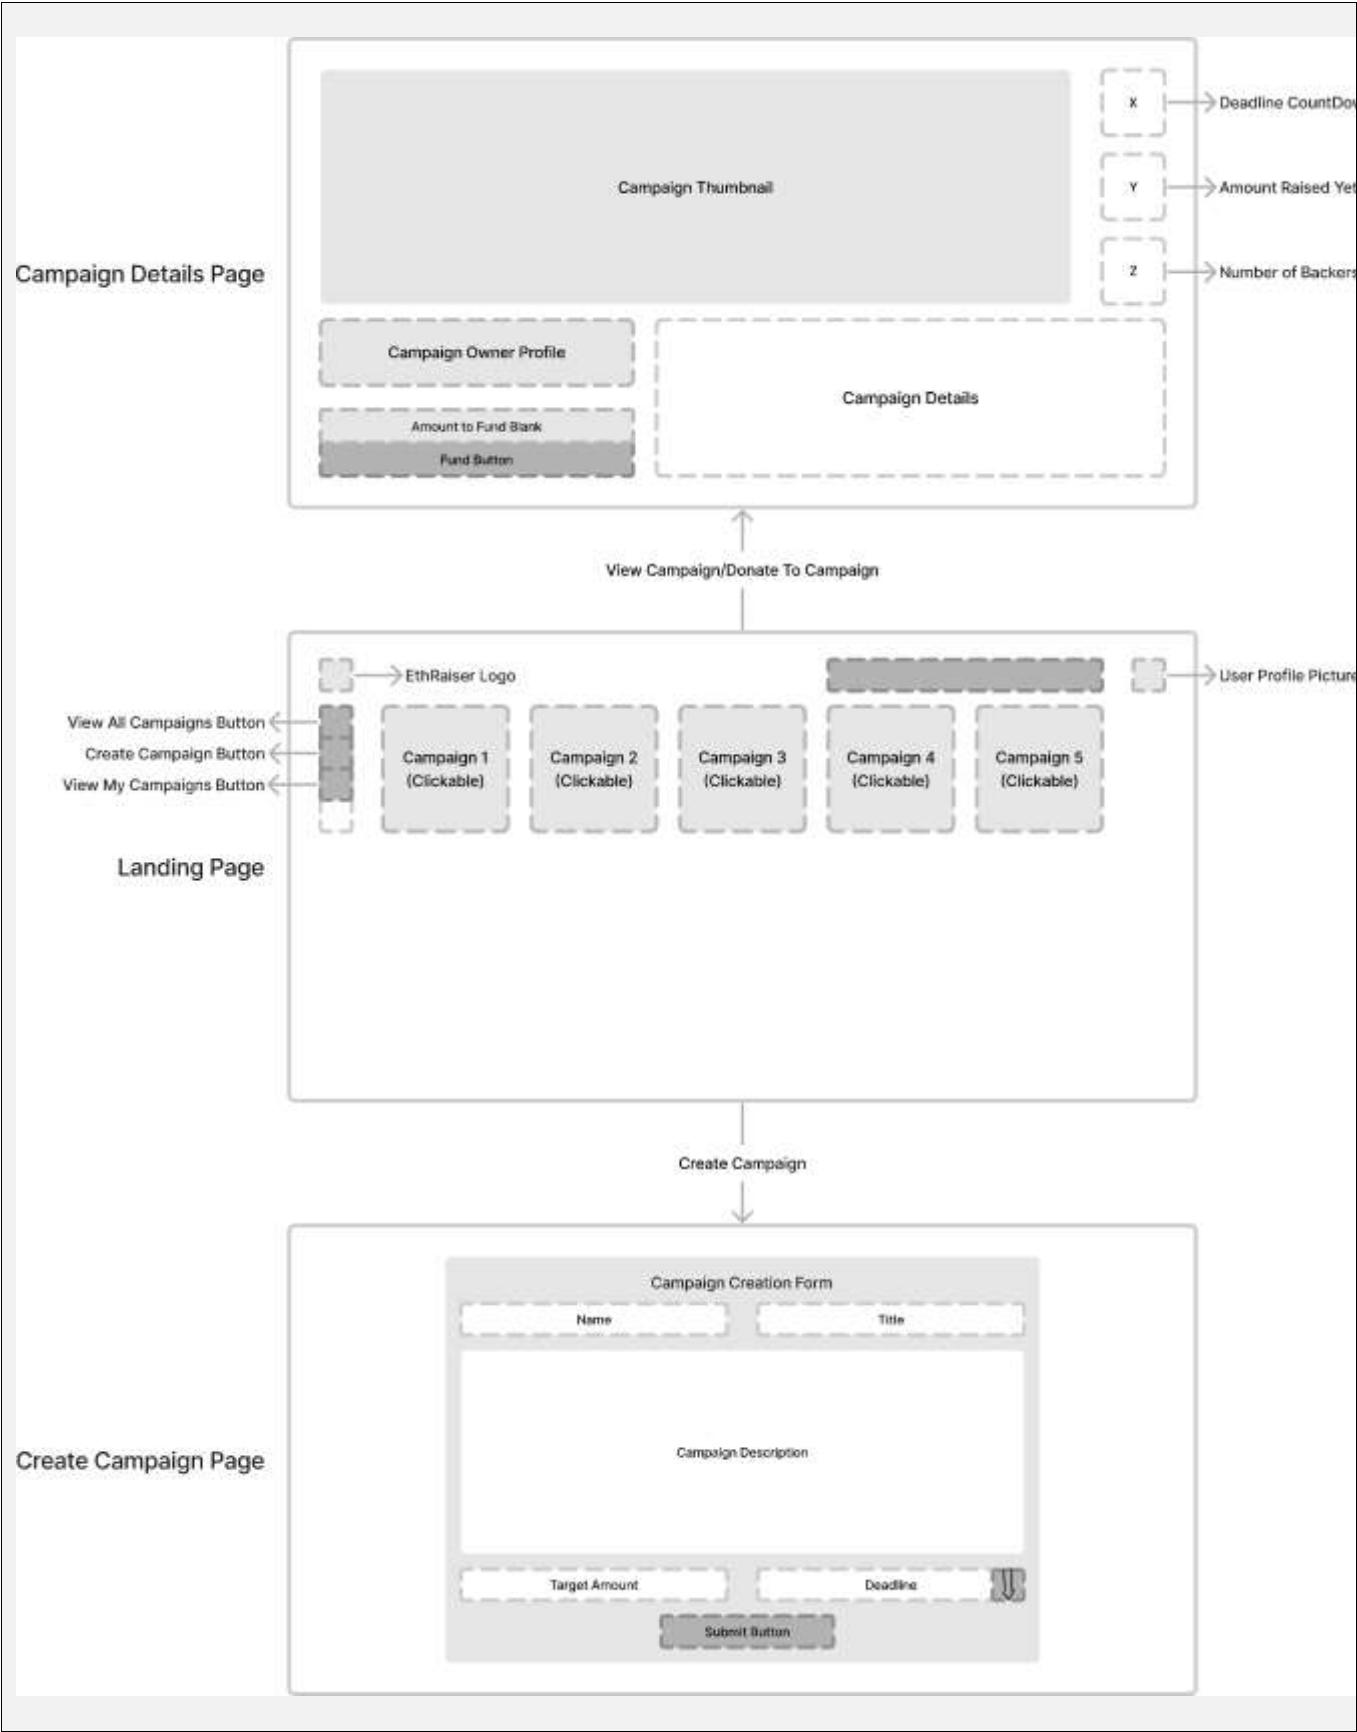 Campaign Details Page
Campaign Thumbnail
X
Deadline CountDov
Y
Amount Raised Yet
Z
Number of Backers
Campaign Owner Profile
Campaign Details
Amount to Fund Blank
Fund Button
View Campaign/Donate To Campaign
Landing Page
EthRaiser Logo
User Profile Picture
View All Campaigns Button
Create Campaign Button
View My Campaigns Button
Campaign 1
(Clickable)
Campaign 2
(Clickable)
Campaign 3
(Clickable)
Campaign 4
(Clickable)
Campaign 5
(Clickable)
Create Campaign
Create Campaign Page
Campaign Creation Form
Name
Title
Campaign Description
Target Amount
Deadline
Submit Button